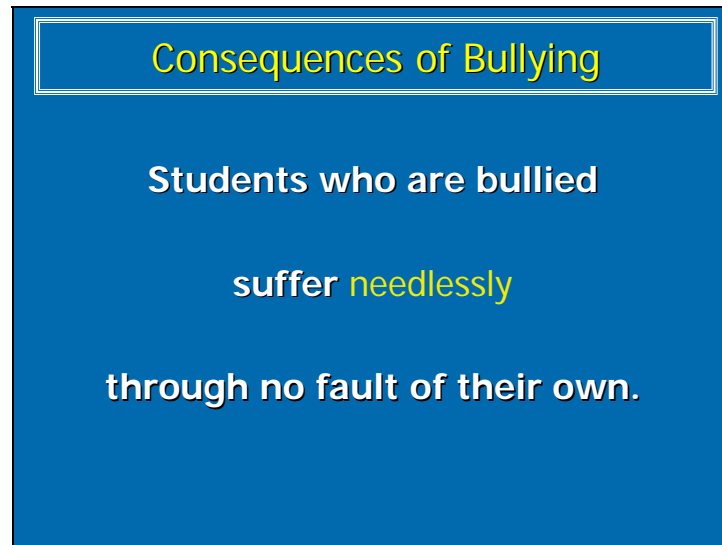 Consequences of Bullying
Students who are bullied
suffer needlessly
through no fault of their own.